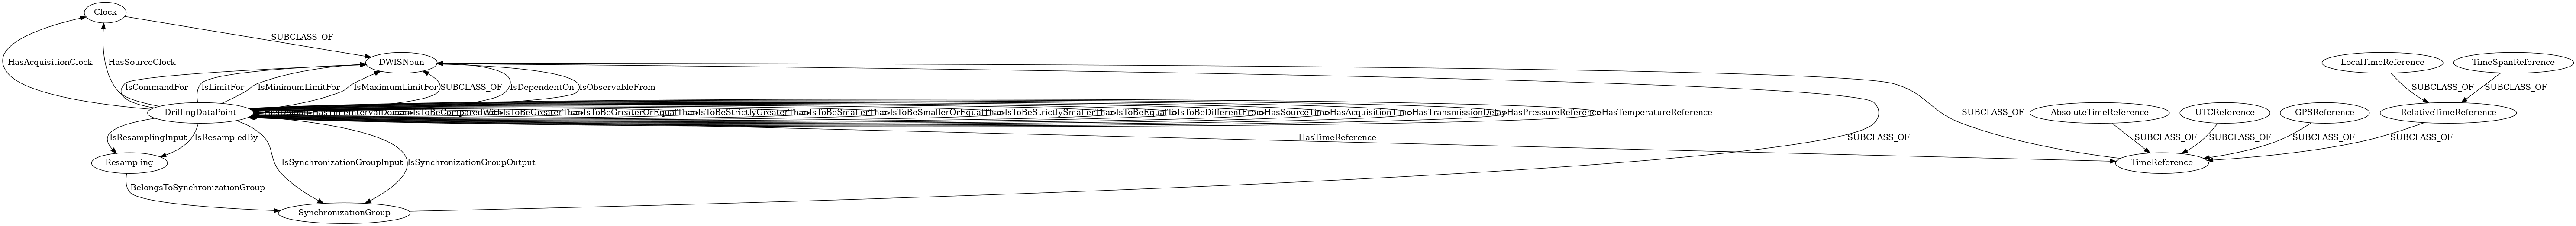 Clock
SUBCLASS_OF
HasAcquisitionClock
HasSourceClock
DWISNoun
LocalTimeReference
TimeSpanReference
IsCommandFor
IsLimitFor
IsMinimumLimitFor
IsMaximumLimitFor
SUBCLASS_OF
IsDependentOn
IsObservableFrom
SUBCLASS_OF
SUBCLASS_OF
DrillingDataPoint
HasTimeIntervalDomain
IsToBeComparedWith
IsToBeGreaterThan
IsToBeGreaterOrEqualThan
IsToBeStrictlyGreaterThan
IsToBeSmallerThan
IsToBeSmallerOrEqualThan
IsToBeStrictlySmallerThan
IsToBeEqualTo
IsToBeDifferentFrom
HasSourceTime
HasAcquisitionTime
HasTransmissionDelay
HasPressureReference
HasTemperatureReference
SUBCLASS_OF
AbsoluteTimeReference
UTCReference
GPSReference
RelativeTimeReference
IsResamplingInput
IsResampledBy
HasTimeReference
SUBCLASS_OF
SUBCLASS_OF
SUBCLASS_OF
SUBCLASS_OF
SUBCLASS_OF
Resampling
IsSynchronizationGroupInput
IsSynchronizationGroupOutput
TimeReference
BelongsToSynchronizationGroup
SynchronizationGroup